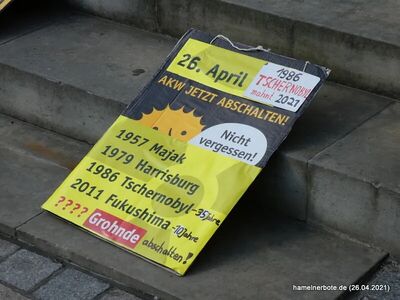 26. April
1986
TSCHERNOBYL
mahnt 2021
AKW JETZT ABSCHALTEN!
Nicht
vergessen!
1957 Majak
1979 Harrisburg
1986 Tschernobyl -35 Jahre
2011 Fukushima -10 Jahre
???? Grohnde abschalten!
hamelnerbote.de (26.04.2021)